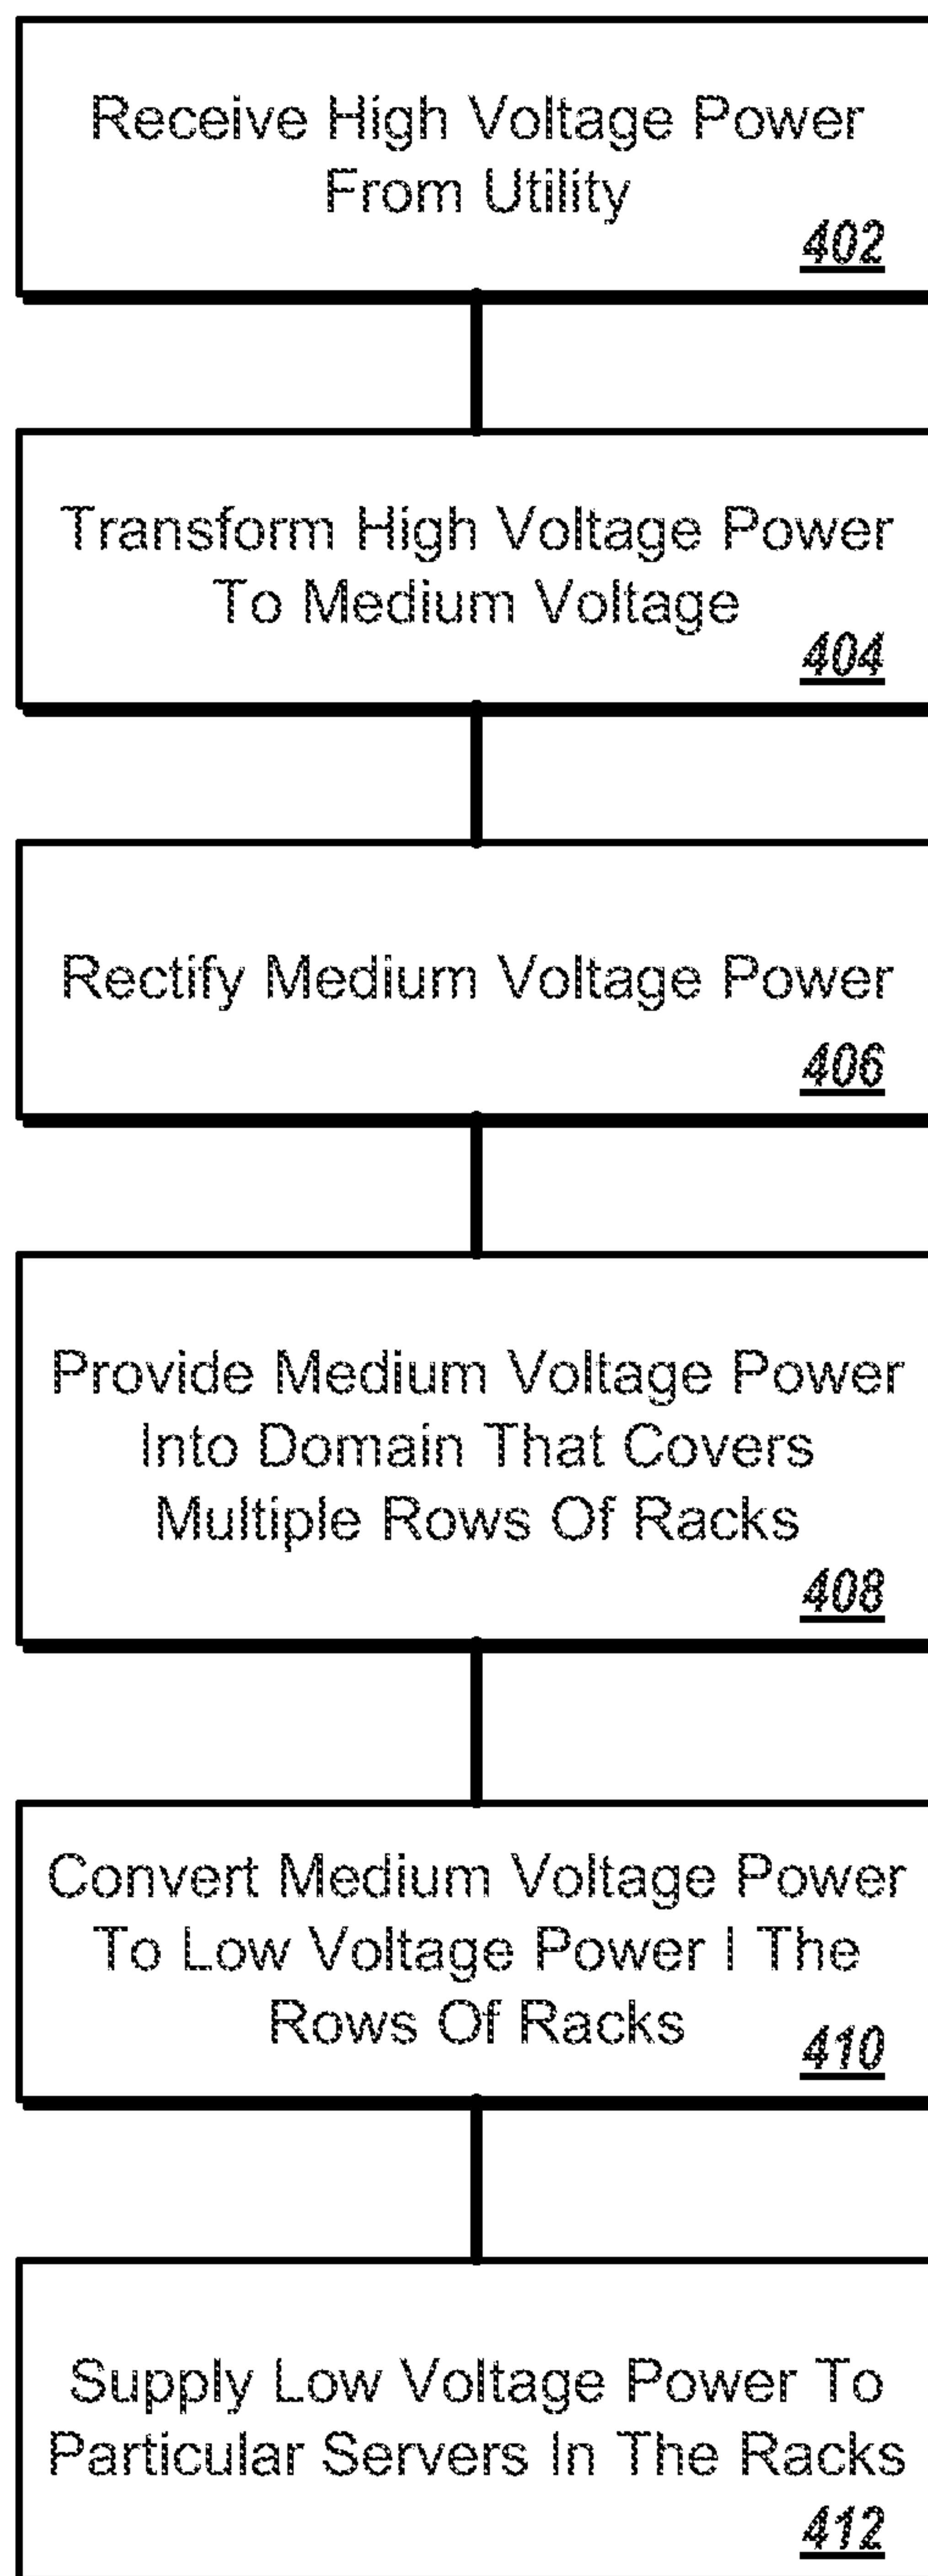 Receive High Voltage Power
From Utility
402
Transform High Voltage Power
To Medium Voltage
404
Rectify Medium Voltage Power
406
Provide Medium Voltage Power
Into Domain That Covers
Multiple Rows Of Racks
408
Convert Medium Voltage Power
To Low Voltage Power I The
Rows Of Racks
410
Supply Low Voltage Power To
Particular Servers In The Racks
412